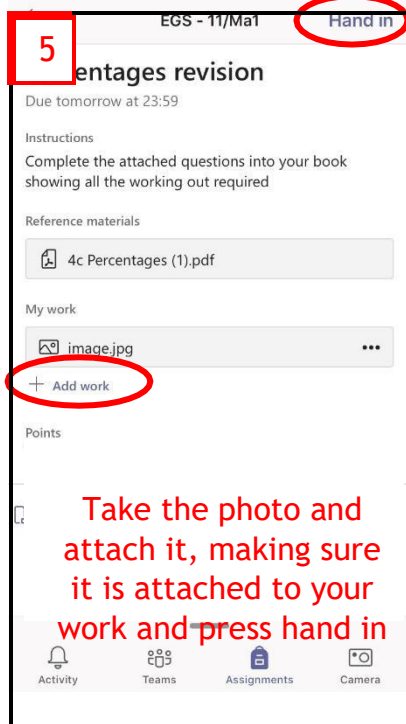 EGS - 11/Ma1
Hand in
5
entages revision
Due tomorrow at 23:59
Instructions
Complete the attached questions into your book
showing all the working out required
Reference materials
4c Percentages (1).pdf
My work
image.jpg
+ Add work
Points
Take the photo and
attach it, making sure
it is attached to your
work and press hand in
Activity
Teams
Assignments
Camera